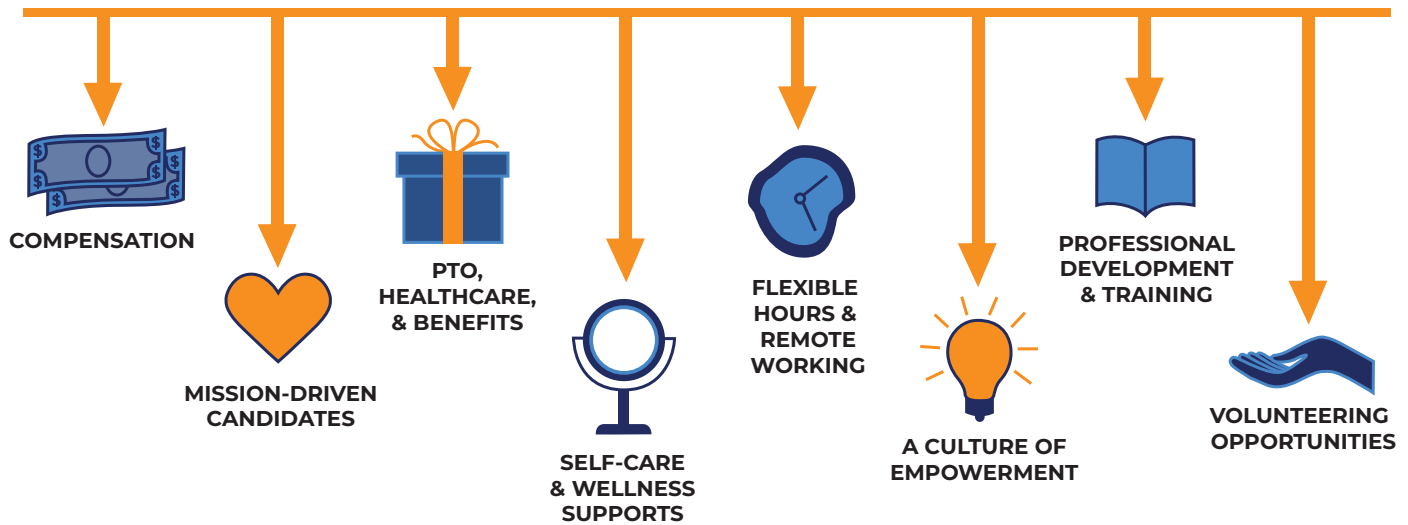 COMPENSATION
MISSION-DRIVEN
CANDIDATES
PTO,
HEALTHCARE,
& BENEFITS
SELF-CARE
& WELLNESS
SUPPORTS
FLEXIBLE
HOURS &
REMOTE
WORKING
A CULTURE OF
EMPOWERMENT
PROFESSIONAL
DEVELOPMENT
& TRAINING
VOLUNTEERING
OPPORTUNITIES